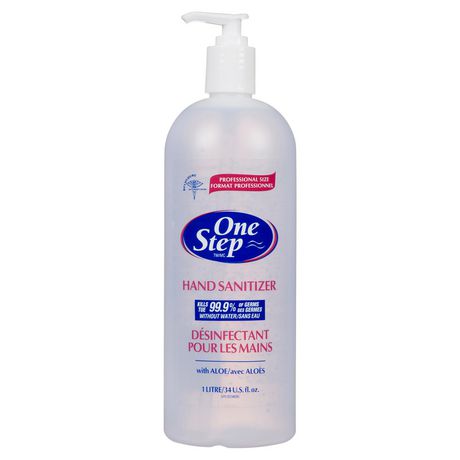 PROFESSIONAL SIZE
FORMAT PROFESSIONNEL
One
Step
TM/MC
HAND SANITIZER
KILLS
TUE
99.9%
OF GERMS
DES GERMES
WITHOUT WATER/SANS EAU
DÉSINFECTANT
POUR LES MAINS
with ALOE/avec ALOÈS
1 LITRE/34 U.S. fl. oz.